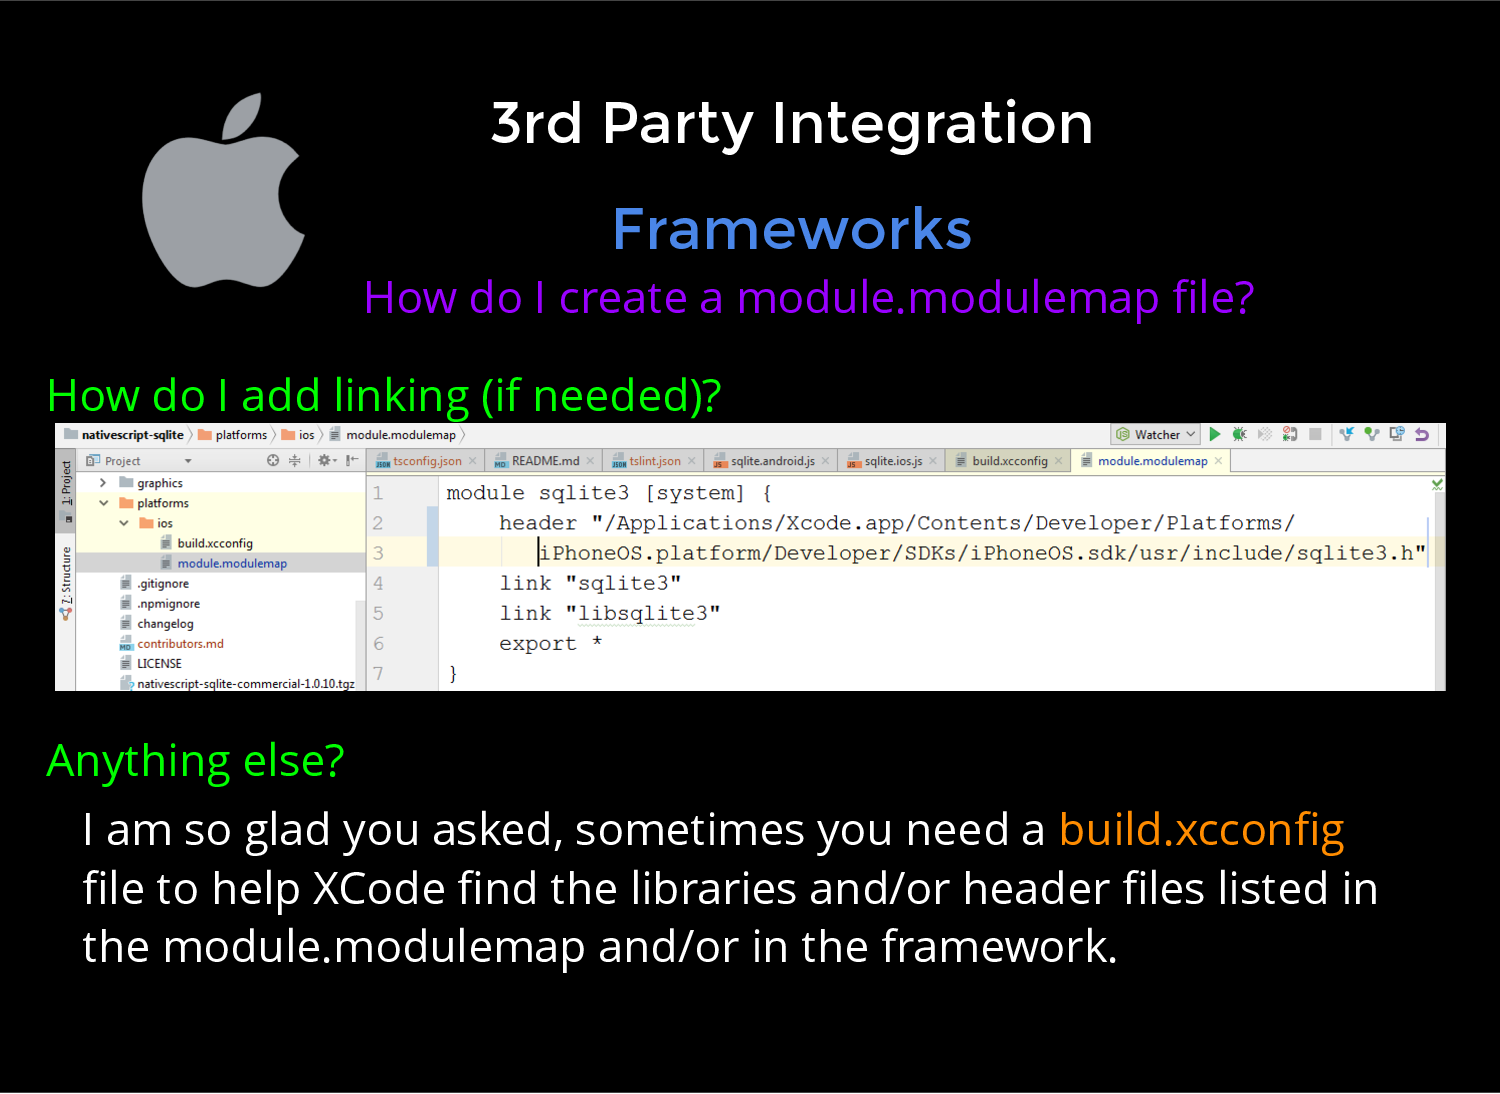 3rd Party Integration
Frameworks
How do I create a module.modulemap file?
How do I add linking (if needed)?
nativescript-sqlite platforms ios module.modulemap Watcher
1: Project
7: Structure
Project
graphics
platforms
ios
build.xcconfig
module.modulemap
.gitignore
.npmignore
changelog
contributors.md
LICENSE
nativescript-sqlite-commercial-1.0.10.tgz
tsconfig.json README.md tslint.json sqlite.android.js sqlite.ios.js build.xcconfig module.modulemap
1 module sqlite3 [system] {
2 header "/Applications/Xcode.app/Contents/Developer/Platforms/
3 iPhoneOS.platform/Developer/SDKs/iPhoneOS.sdk/usr/include/sqlite3.h"
4 link "sqlite3"
5 link "libsqlite3"
6 export *
7 }
Anything else?
I am so glad you asked, sometimes you need a build.xcconfig
file to help XCode find the libraries and/or header files listed in
the module.modulemap and/or in the framework.